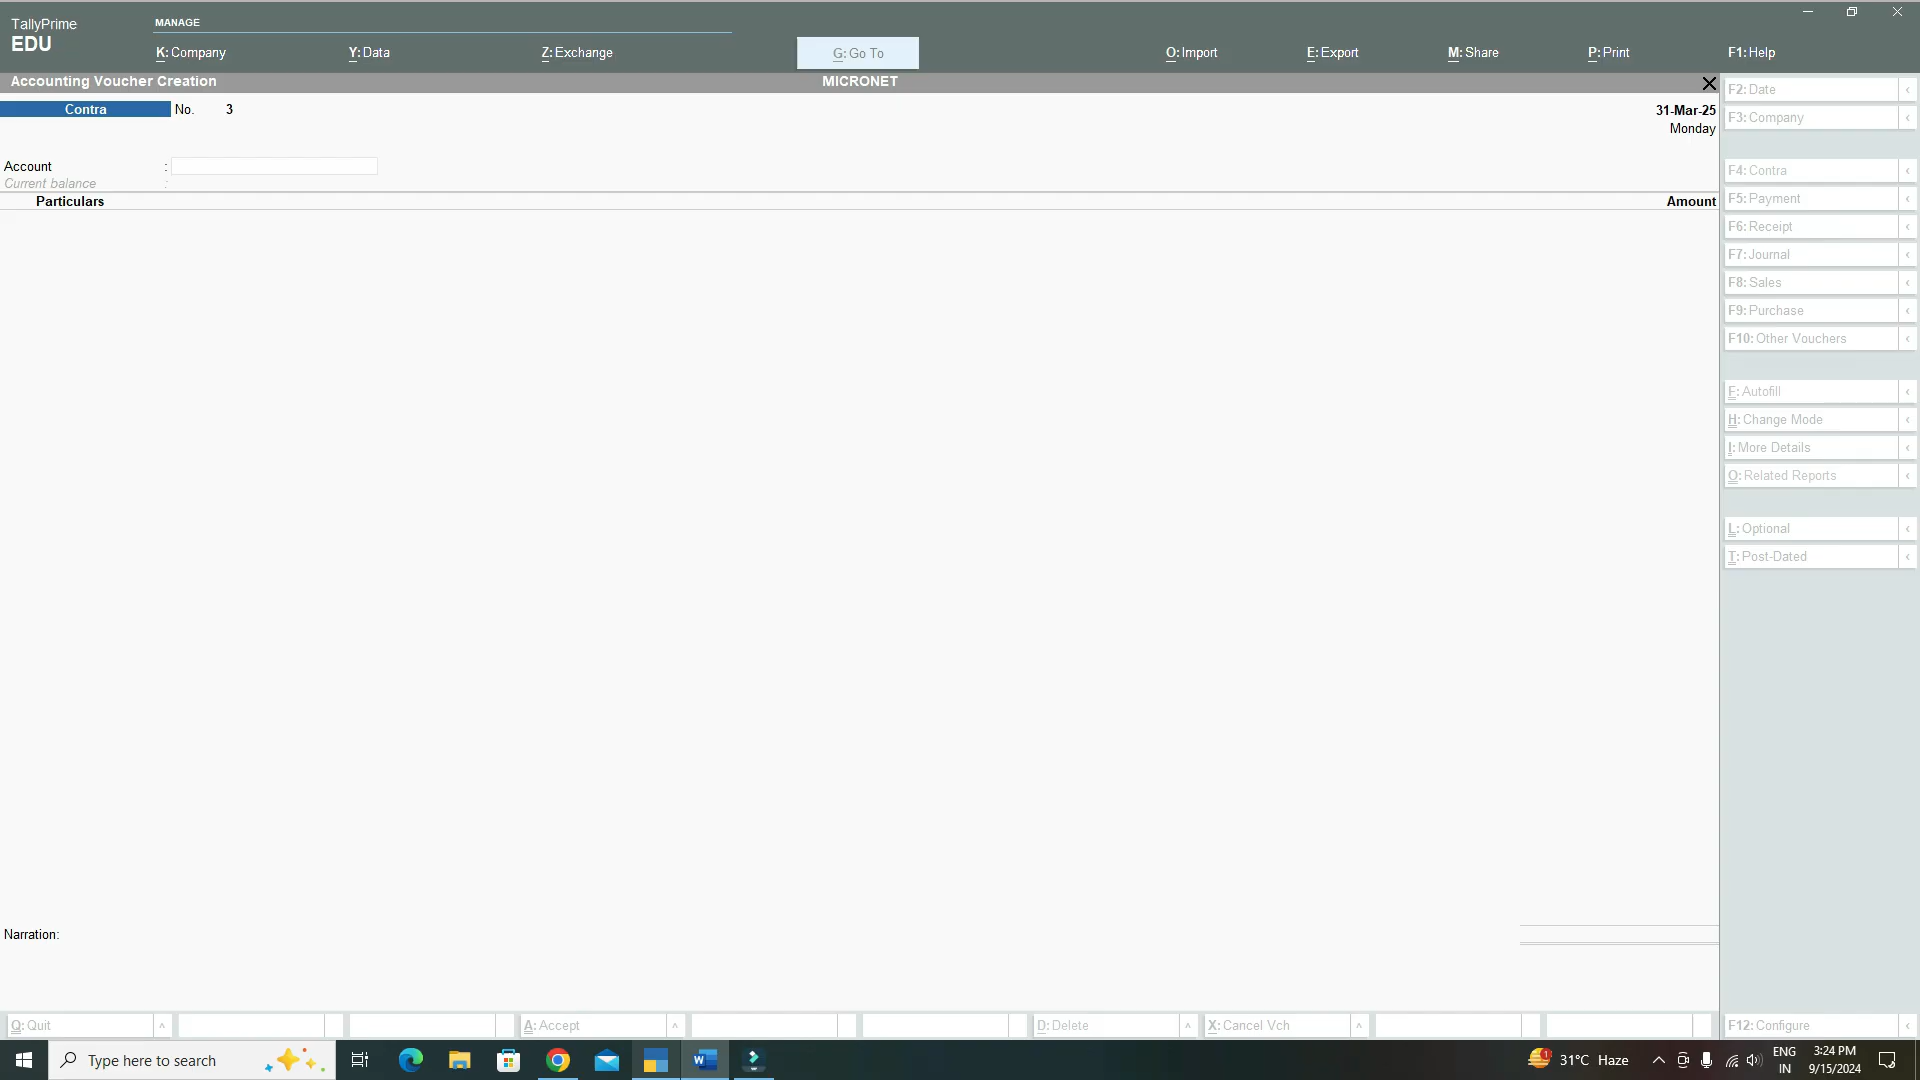 TallyPrime
EDU
MANAGE
K: Company
Y: Data
Z: Exchange
G: Go To
O: Import
E: Export
M: Share
P: Print
F1: Help
Accounting Voucher Creation
MICRONET
Contra
No. 3
31-Mar-25
Monday
Account :
Current balance :
Particulars
Amount
Narration:
F2: Date
F3: Company
F4: Contra
F5: Payment
F6: Receipt
F7: Journal
F8: Sales
F9: Purchase
F10: Other Vouchers
F: Autofill
H: Change Mode
I: More Details
O: Related Reports
L: Optional
T: Post-Dated
Q: Quit
A: Accept
D: Delete
X: Cancel Vch
F12: Configure
Type here to search
1
31°C Haze
ENG
IN
3:24 PM
9/15/2024